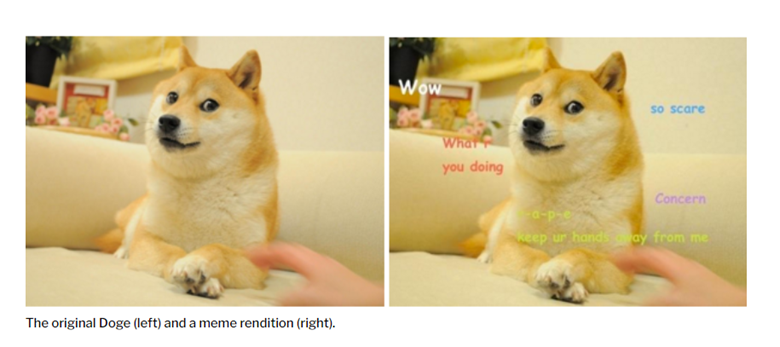 Wow
so scare
What r
you doing
Concern
keep ur hands away from me
The original Doge (left) and a meme rendition (right).